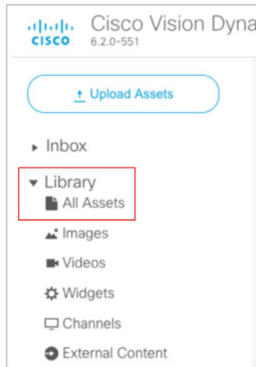 CISCO
Cisco Vision Dyna
6.2.0-551
Upload Assets
Inbox
Library
All Assets
Images
Videos
Widgets
Channels
External Content